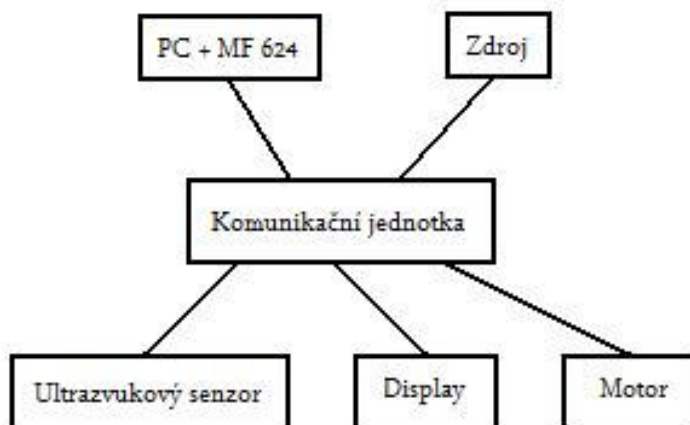 PC + MF 624
Zdroj
Komunikační jednotka
Ultrazvukový senzor
Display
Motor